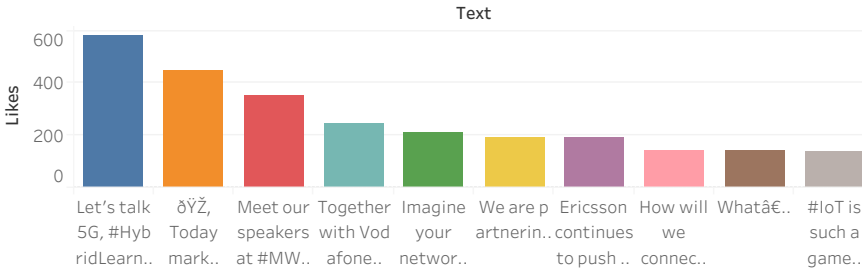 Text
Likes
600
400
200
0
Let's talk 5G, #Hyb ridLearn..
ðŸŽ‚ Today mark..
Meet our speakers at #MW..
Together with Vod afone..
Imagine your networ..
We are p artnerin..
Ericsson continues to push ..
How will we connec..
Whatâ€..
#IoT is such a game..